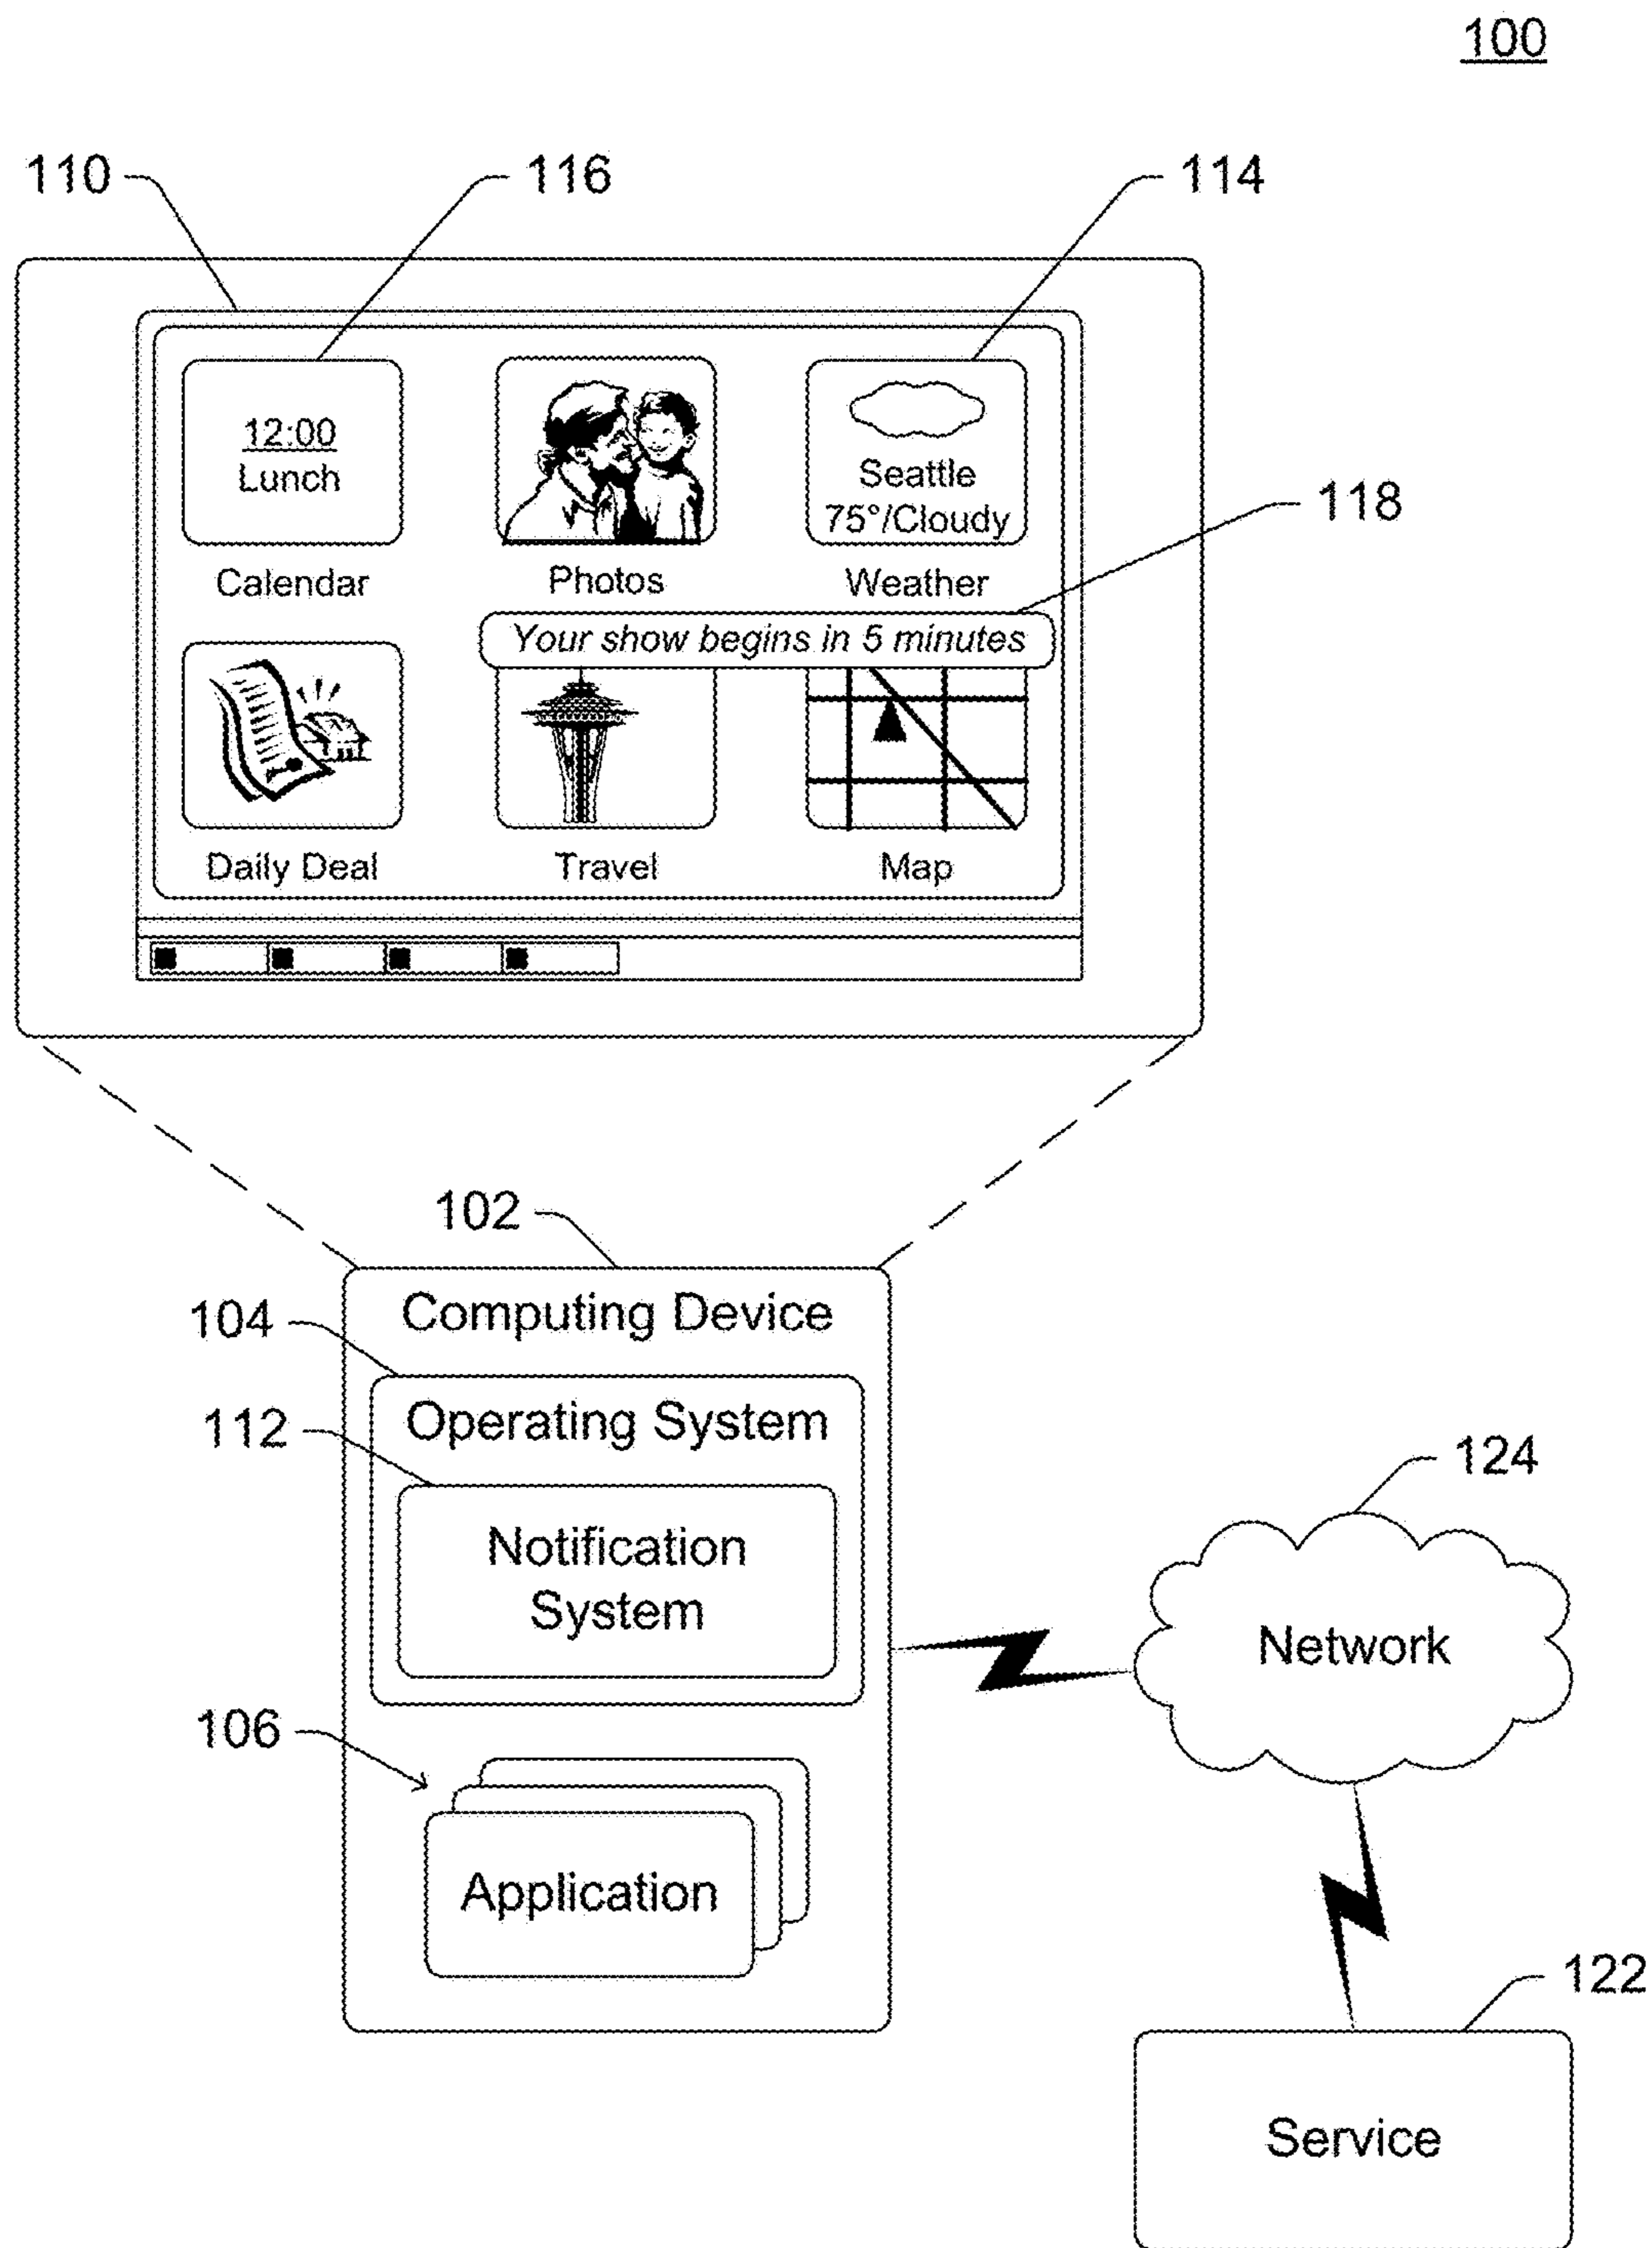 100
110
116
114
12:00
Lunch
Seattle
75°/Cloudy
118
Calendar
Photos
Weather
Your show begins in 5 minutes
Daily Deal
Travel
Map
102
Computing Device
104
Operating System
112
Notification
System
124
Network
106
Application
122
Service